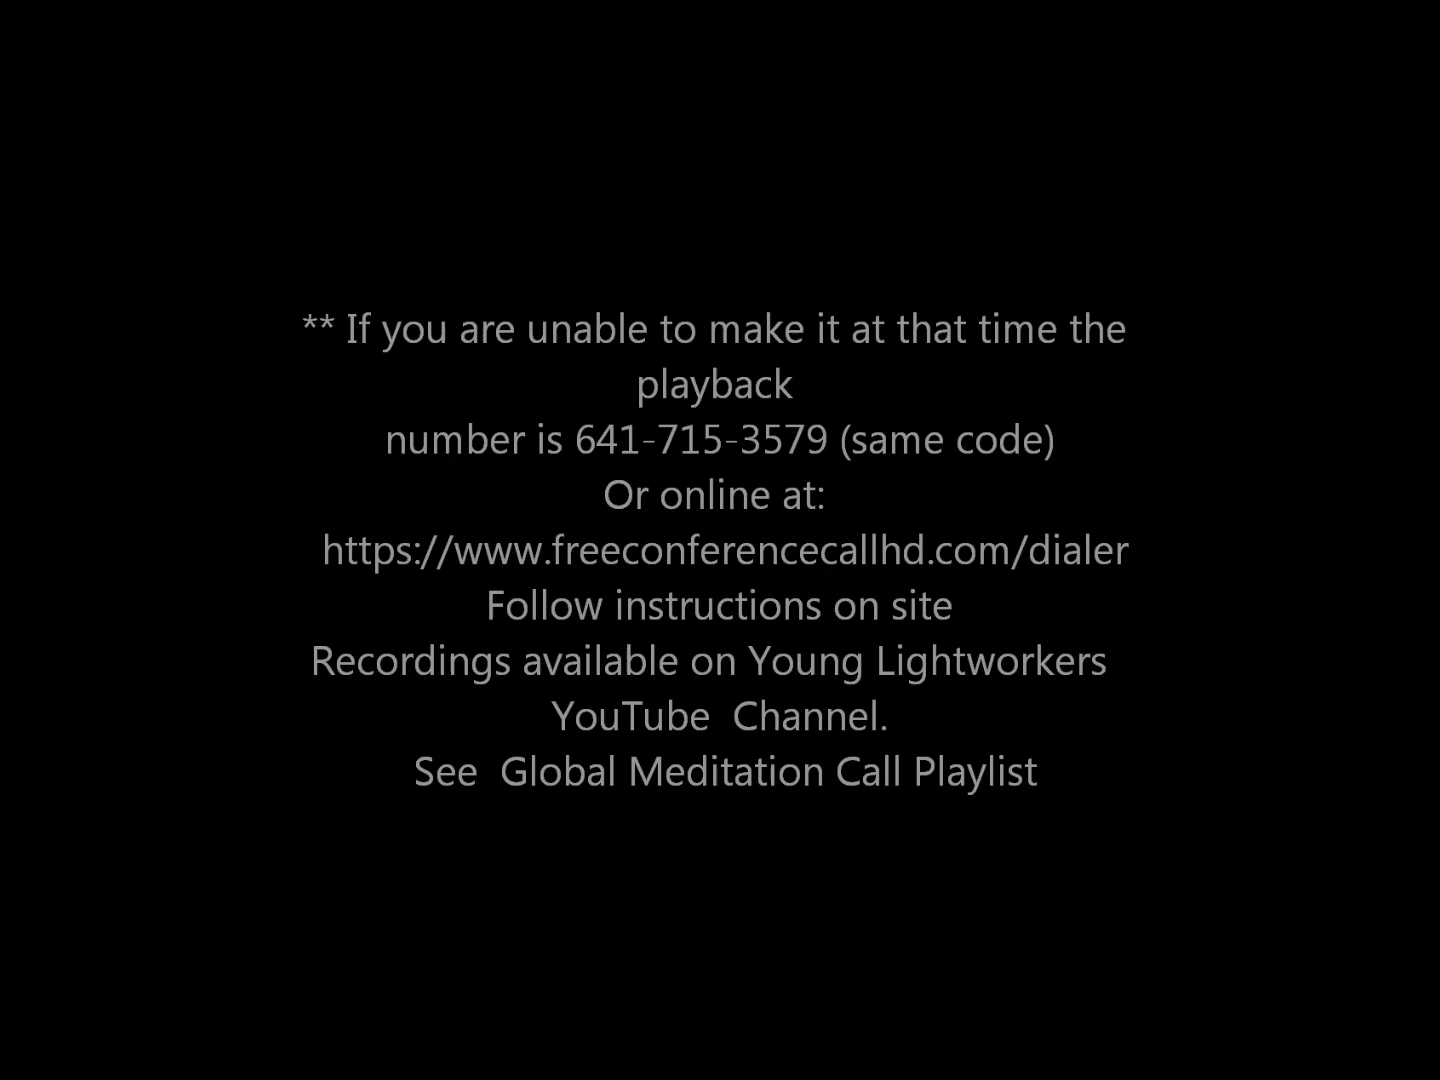 ** If you are unable to make it at that time the
playback
number is 641-715-3579 (same code)
Or online at:
https://www.freeconferencecallhd.com/dialer
Follow instructions on site
Recordings available on Young Lightworkers
YouTube  Channel.
See  Global Meditation Call Playlist